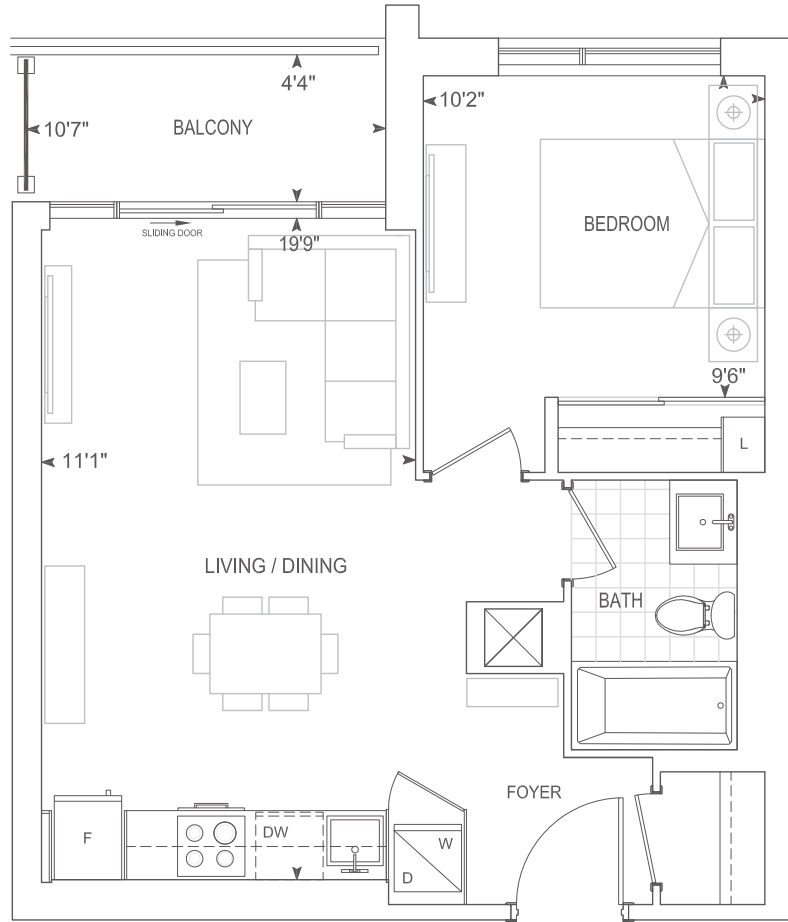 4'4"
10'7"
BALCONY
10'2"
SLIDING DOOR
19'9"
BEDROOM
9'6"
L
11'1"
LIVING / DINING
BATH
FOYER
F
DW
W
D